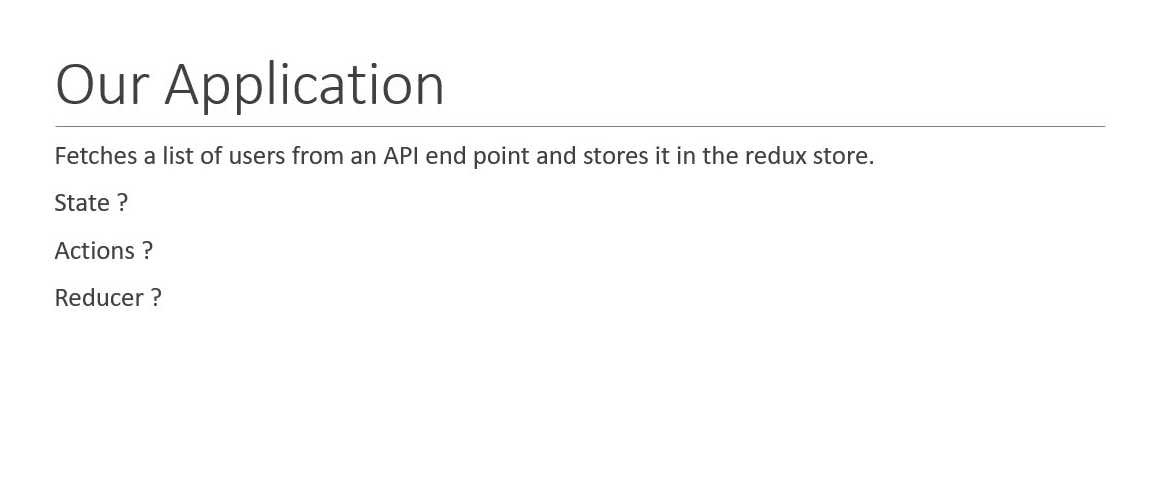 Our Application
Fetches a list of users from an API end point and stores it in the redux store.
State ?
Actions ?
Reducer ?